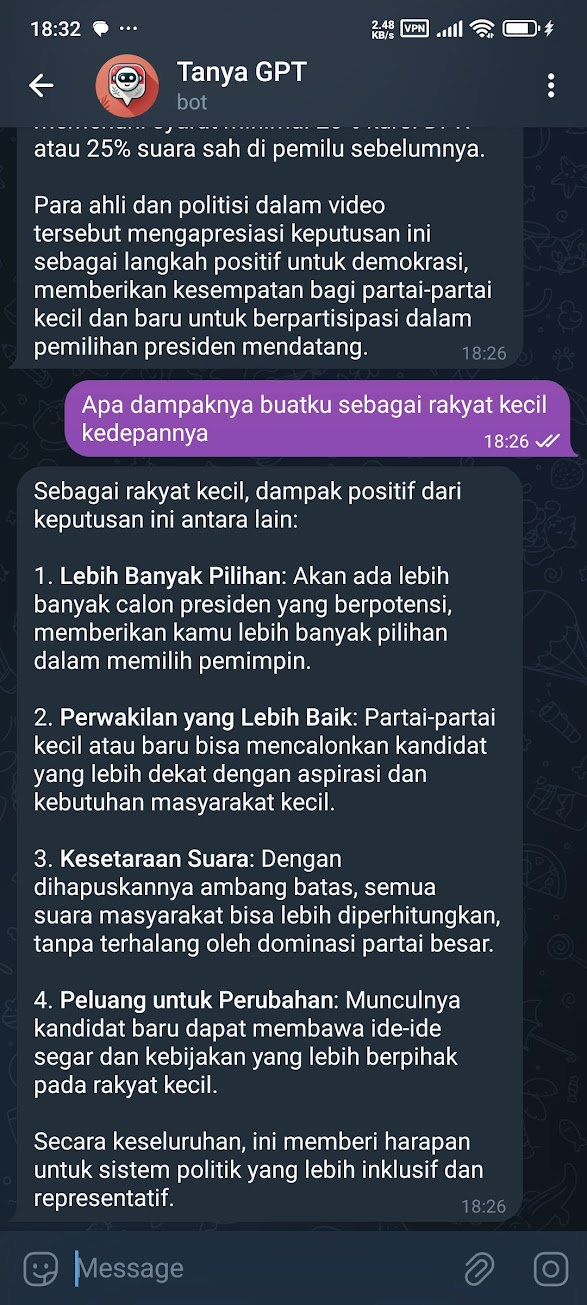 18:32
2.48
KB/s
VPN
Tanya GPT
bot
atau 25% suara sah di pemilu sebelumnya.
Para ahli dan politisi dalam video
tersebut mengapresiasi keputusan ini
sebagai langkah positif untuk demokrasi,
memberikan kesempatan bagi partai-partai
kecil dan baru untuk berpartisipasi dalam
pemilihan presiden mendatang.
18:26
Apa dampaknya buatku sebagai rakyat kecil
kedepannya
18:26
Sebagai rakyat kecil, dampak positif dari
keputusan ini antara lain:
1. Lebih Banyak Pilihan: Akan ada lebih
banyak calon presiden yang berpotensi,
memberikan kamu lebih banyak pilihan
dalam memilih pemimpin.
2. Perwakilan yang Lebih Baik: Partai-partai
kecil atau baru bisa mencalonkan kandidat
yang lebih dekat dengan aspirasi dan
kebutuhan masyarakat kecil.
3. Kesetaraan Suara: Dengan
dihapuskannya ambang batas, semua
suara masyarakat bisa lebih diperhitungkan,
tanpa terhalang oleh dominasi partai besar.
4. Peluang untuk Perubahan: Munculnya
kandidat baru dapat membawa ide-ide
segar dan kebijakan yang lebih berpihak
pada rakyat kecil.
Secara keseluruhan, ini memberi harapan
untuk sistem politik yang lebih inklusif dan
representatif.
18:26
Message